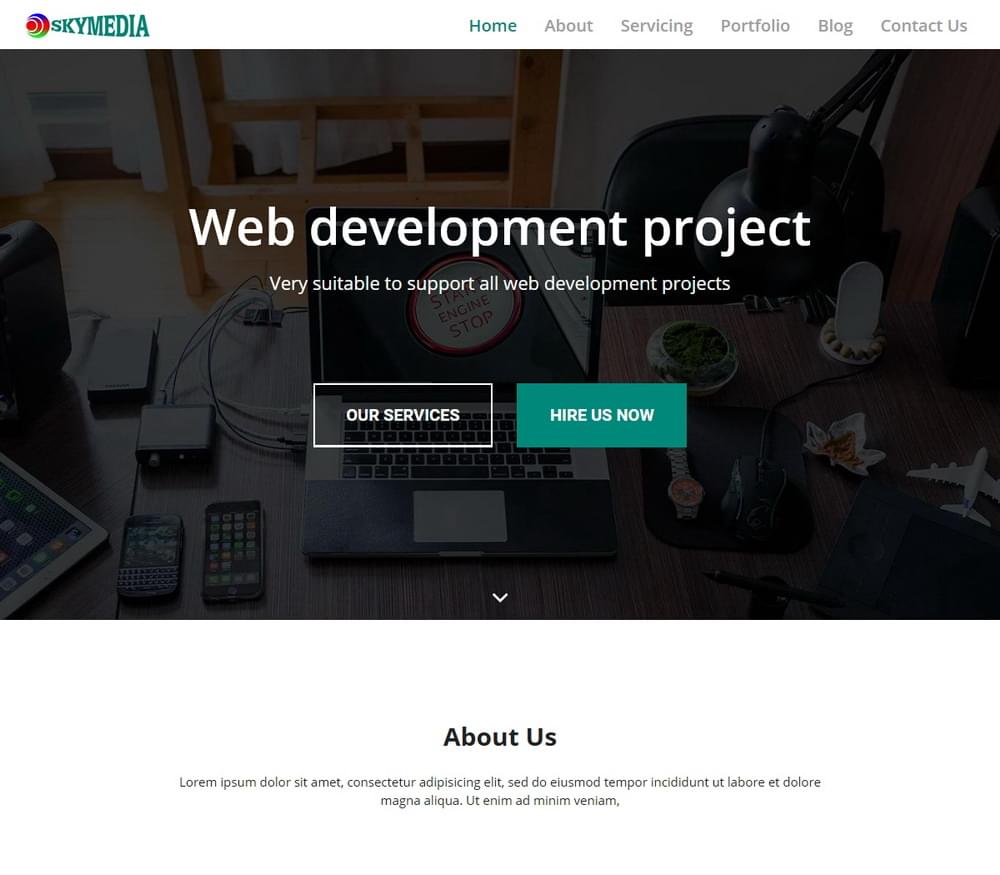 SKYMEDIA
Home About Servicing Portfolio Blog Contact Us
Web development project
Very suitable to support all web development projects
START
ENGINE
STOP
OUR SERVICES HIRE US NOW
About Us
Lorem ipsum dolor sit amet, consectetur adipisicing elit, sed do eiusmod tempor incididunt ut labore et dolore
magna aliqua. Ut enim ad minim veniam,